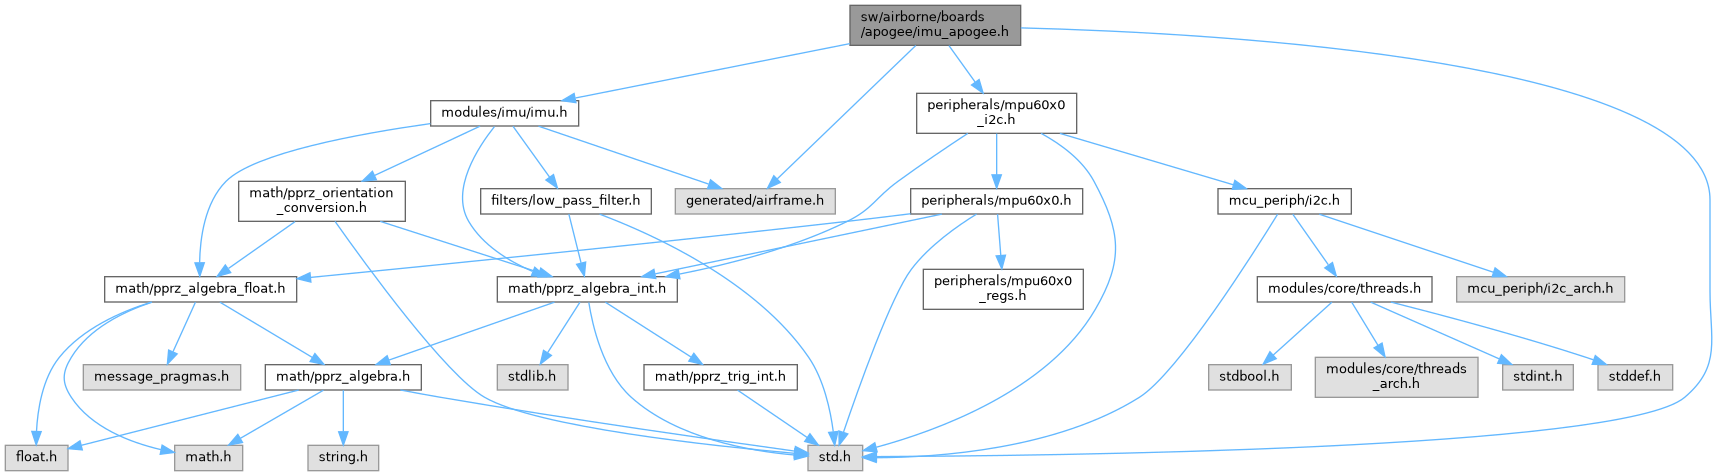 sw/airborne/boards
/apogee/imu_apogee.h
modules/imu/imu.h
peripherals/mpu60x0
_i2c.h
math/pprz_orientation
_conversion.h
filters/low_pass_filter.h
generated/airframe.h
peripherals/mpu60x0.h
mcu_periph/i2c.h
math/pprz_algebra_float.h
math/pprz_algebra_int.h
peripherals/mpu60x0
_regs.h
modules/core/threads.h
mcu_periph/i2c_arch.h
message_pragmas.h
math/pprz_algebra.h
stdlib.h
math/pprz_trig_int.h
stdbool.h
modules/core/threads
_arch.h
stdint.h
stddef.h
float.h
math.h
string.h
std.h